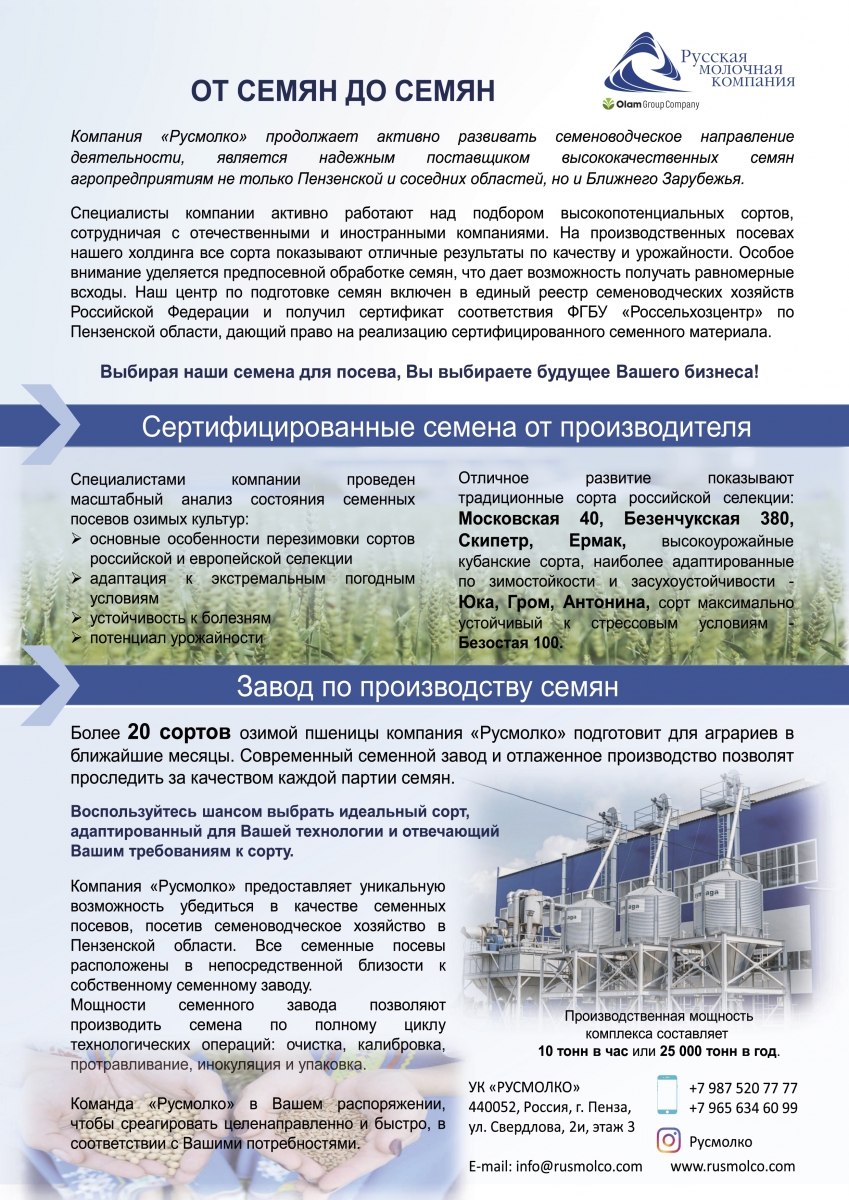 Русская
молочная
компания
Olam Group Company
ОТ СЕМЯН ДО СЕМЯН
Компания «Русмолко» продолжает активно развивать семеноводческое направление
деятельности, является надежным поставщиком высококачественных семян
агропредприятиям не только Пензенской и соседних областей, но и Ближнего Зарубежья.
Специалисты компании активно работают над подбором высокопотенциальных сортов,
сотрудничая с отечественными и иностранными компаниями. На производственных посевах
нашего холдинга все сорта показывают отличные результаты по качеству и урожайности. Особое
внимание уделяется предпосевной обработке семян, что дает возможность получать равномерные
всходы. Наш центр по подготовке семян включен в единый реестр семеноводческих хозяйств
Российской Федерации и получил сертификат соответствия ФГБУ «Россельхозцентр» по
Пензенской области, дающий право на реализацию сертифицированного семенного материала.
Выбирая наши семена для посева, Вы выбираете будущее Вашего бизнеса!
Сертифицированные семена от производителя
Специалистами компании проведен
масштабный анализ состояния семенных
посевов озимых культур:
➢ основные особенности перезимовки сортов
российской и европейской селекции
➢ адаптация к экстремальным погодным
условиям
➢ устойчивость к болезням
➢ потенциал урожайности
Отличное развитие показывают
традиционные сорта российской селекции:
Московская 40, Безенчукская 380,
Скипетр, Ермак, высокоурожайные
кубанские сорта, наиболее адаптированные
по зимостойкости и засухоустойчивости -
Юка, Гром, Антонина, сорт максимально
устойчивый к стрессовым условиям -
Безостая 100.
Завод по производству семян
Более 20 сортов озимой пшеницы компания «Русмолко» подготовит для аграриев в
ближайшие месяцы. Современный семенной завод и отлаженное производство позволят
проследить за качеством каждой партии семян.
Воспользуйтесь шансом выбрать идеальный сорт,
адаптированный для Вашей технологии и отвечающий
Вашим требованиям к сорту.
Компания «Русмолко» предоставляет уникальную
возможность убедиться в качестве семенных
посевов, посетив семеноводческое хозяйство в
Пензенской области. Все семенные посевы
расположены в непосредственной близости к
собственному семенному заводу.
Мощности семенного завода позволяют
производить семена по полному циклу
технологических операций: очистка, калибровка,
протравливание, инокуляция и упаковка.
Команда «Русмолко» в Вашем распоряжении,
чтобы среагировать целенаправленно и быстро, в
соответствии с Вашими потребностями.
Производственная мощность
комплекса составляет
10 тонн в час или 25 000 тонн в год.
УК «РУСМОЛКО»
440052, Россия, г. Пенза,
ул. Свердлова, 2и, этаж 3
E-mail: info@rusmolco.com
+7 987 520 77 77
+7 965 634 60 99
Русмолко
www.rusmolco.com